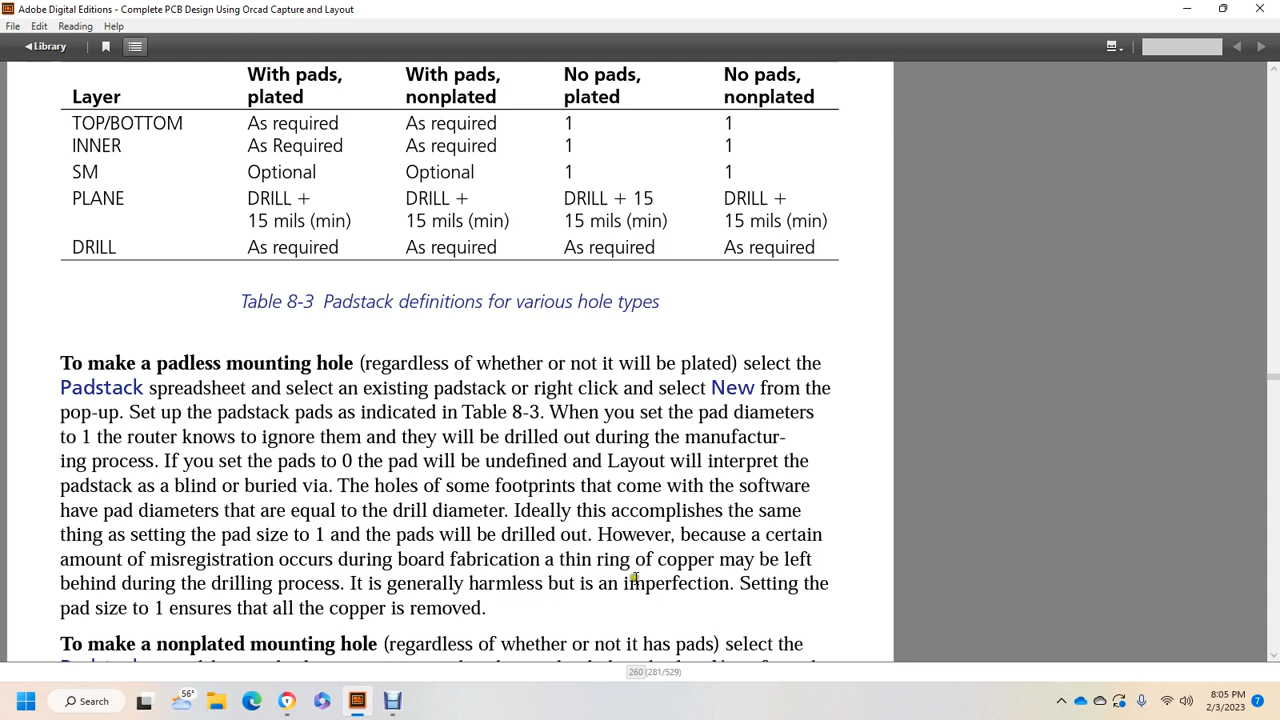 Adobe Digital Editions - Complete PCB Design Using Orcad Capture and Layout
File Edit Reading Help
Library
With pads, With pads, No pads, No pads,
Layer plated nonplated plated nonplated
TOP/BOTTOM As required As required 1 1
INNER As Required As required 1 1
SM Optional Optional 1 1
PLANE DRILL + DRILL + DRILL + 15 DRILL +
15 mils (min) 15 mils (min) 15 mils (min) 15 mils (min)
DRILL As required As required As required As required
Table 8-3 Padstack definitions for various hole types
To make a padless mounting hole (regardless of whether or not it will be plated) select the
Padstack spreadsheet and select an existing padstack or right click and select New from the
pop-up. Set up the padstack pads as indicated in Table 8-3. When you set the pad diameters
to 1 the router knows to ignore them and they will be drilled out during the manufactur-
ing process. If you set the pads to 0 the pad will be undefined and Layout will interpret the
padstack as a blind or buried via. The holes of some footprints that come with the software
have pad diameters that are equal to the drill diameter. Ideally this accomplishes the same
thing as setting the pad size to 1 and the pads will be drilled out. However, because a certain
amount of misregistration occurs during board fabrication a thin ring of copper may be left
behind during the drilling process. It is generally harmless but is an imperfection. Setting the
pad size to 1 ensures that all the copper is removed.
To make a nonplated mounting hole (regardless of whether or not it has pads) select the
260 (281/529)
Search
56°
8:05 PM
2/3/2023
7